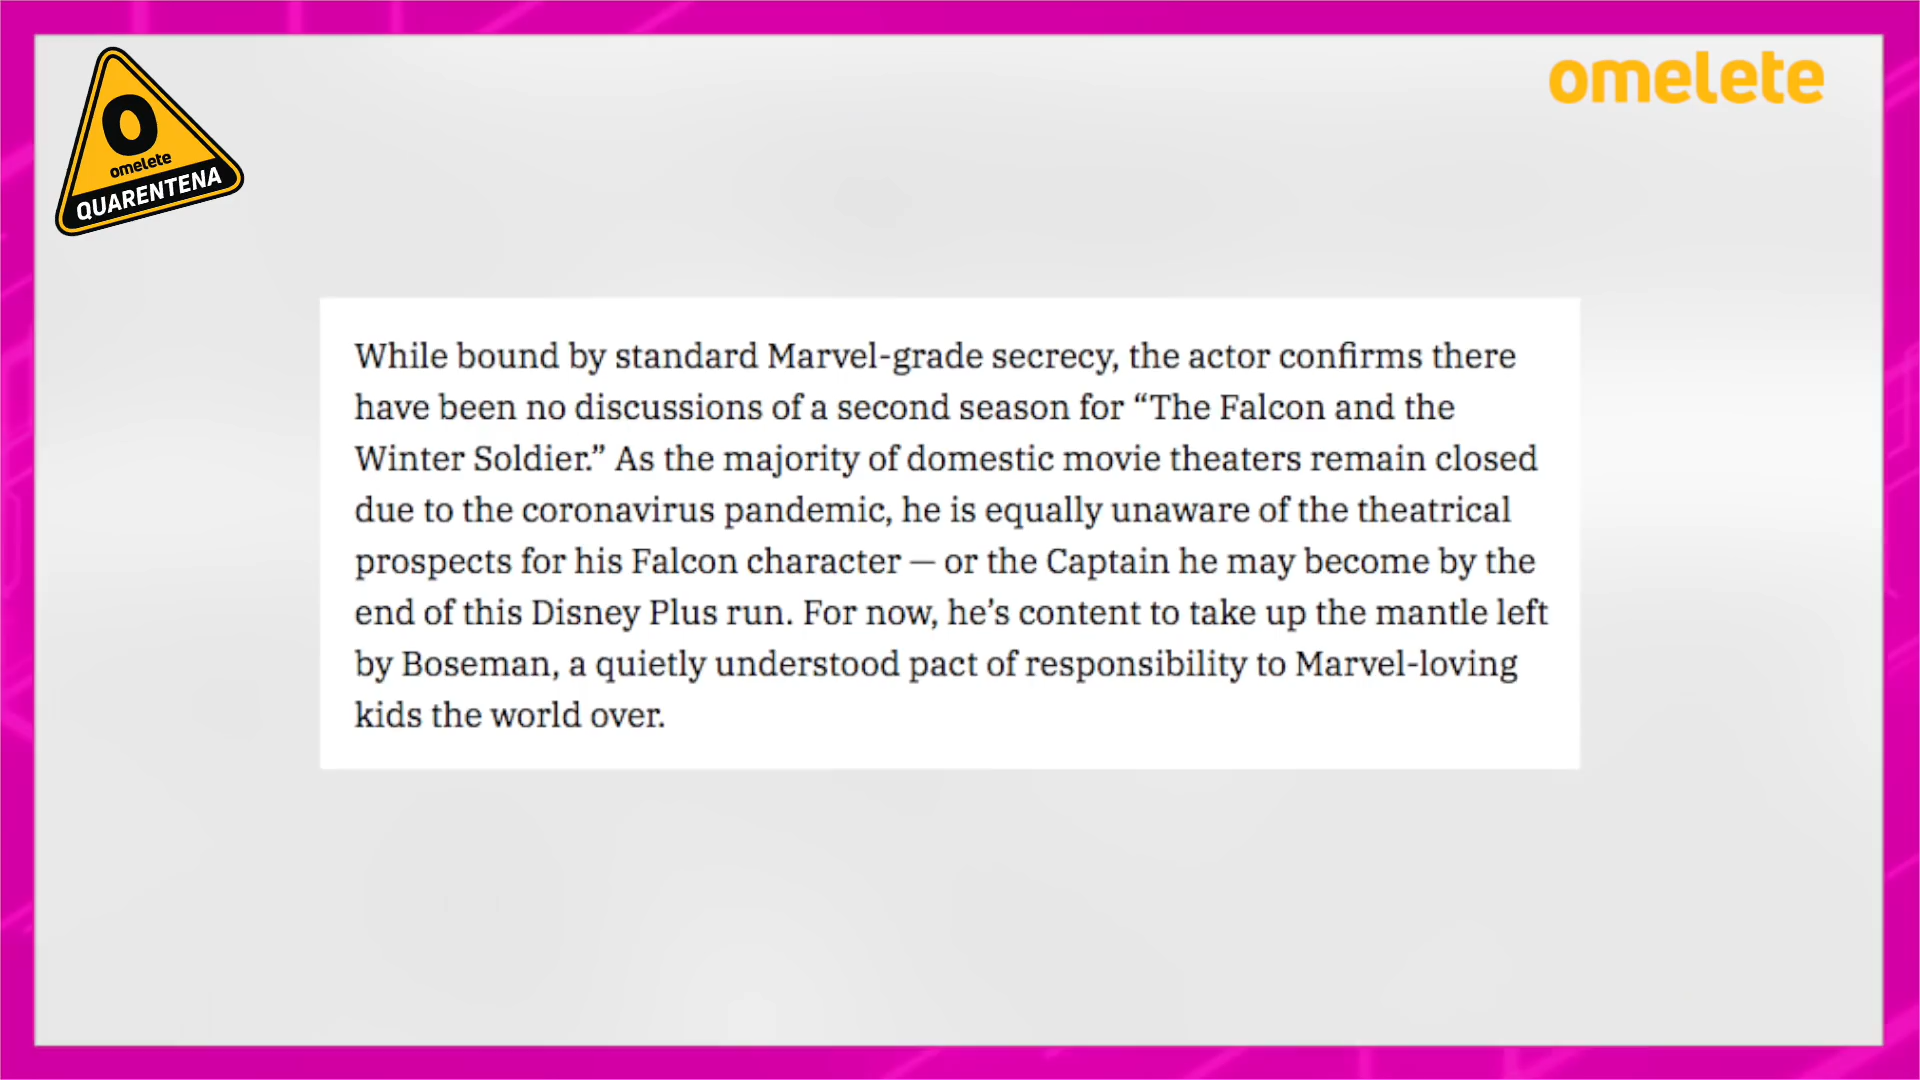 O
omelete
QUARENTENA
omelete
While bound by standard Marvel-grade secrecy, the actor confirms there
have been no discussions of a second season for “The Falcon and the
Winter Soldier.” As the majority of domestic movie theaters remain closed
due to the coronavirus pandemic, he is equally unaware of the theatrical
prospects for his Falcon character — or the Captain he may become by the
end of this Disney Plus run. For now, he’s content to take up the mantle left
by Boseman, a quietly understood pact of responsibility to Marvel-loving
kids the world over.